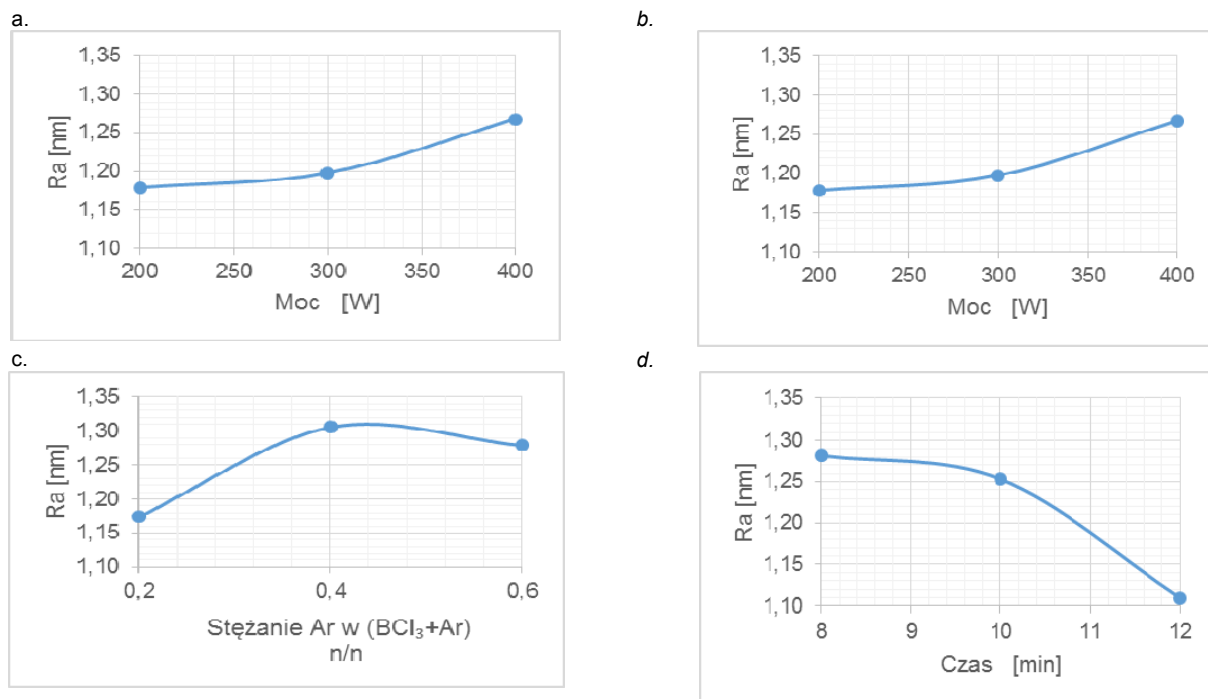 a.
1,35
1,30
1,25
1,20
1,15
1,10
Ra [nm]
200 250 300 350 400
Moc [W]
b.
1,35
1,30
1,25
1,20
1,15
1,10
Ra [nm]
200 250 300 350 400
Moc [W]
c.
1,35
1,30
1,25
1,20
1,15
1,10
Ra [nm]
0,2 0,4 0,6
Stężanie Ar w (BCl₃+Ar)
n/n
d.
1,35
1,30
1,25
1,20
1,15
1,10
Ra [nm]
8 9 10 11 12
Czas [min]